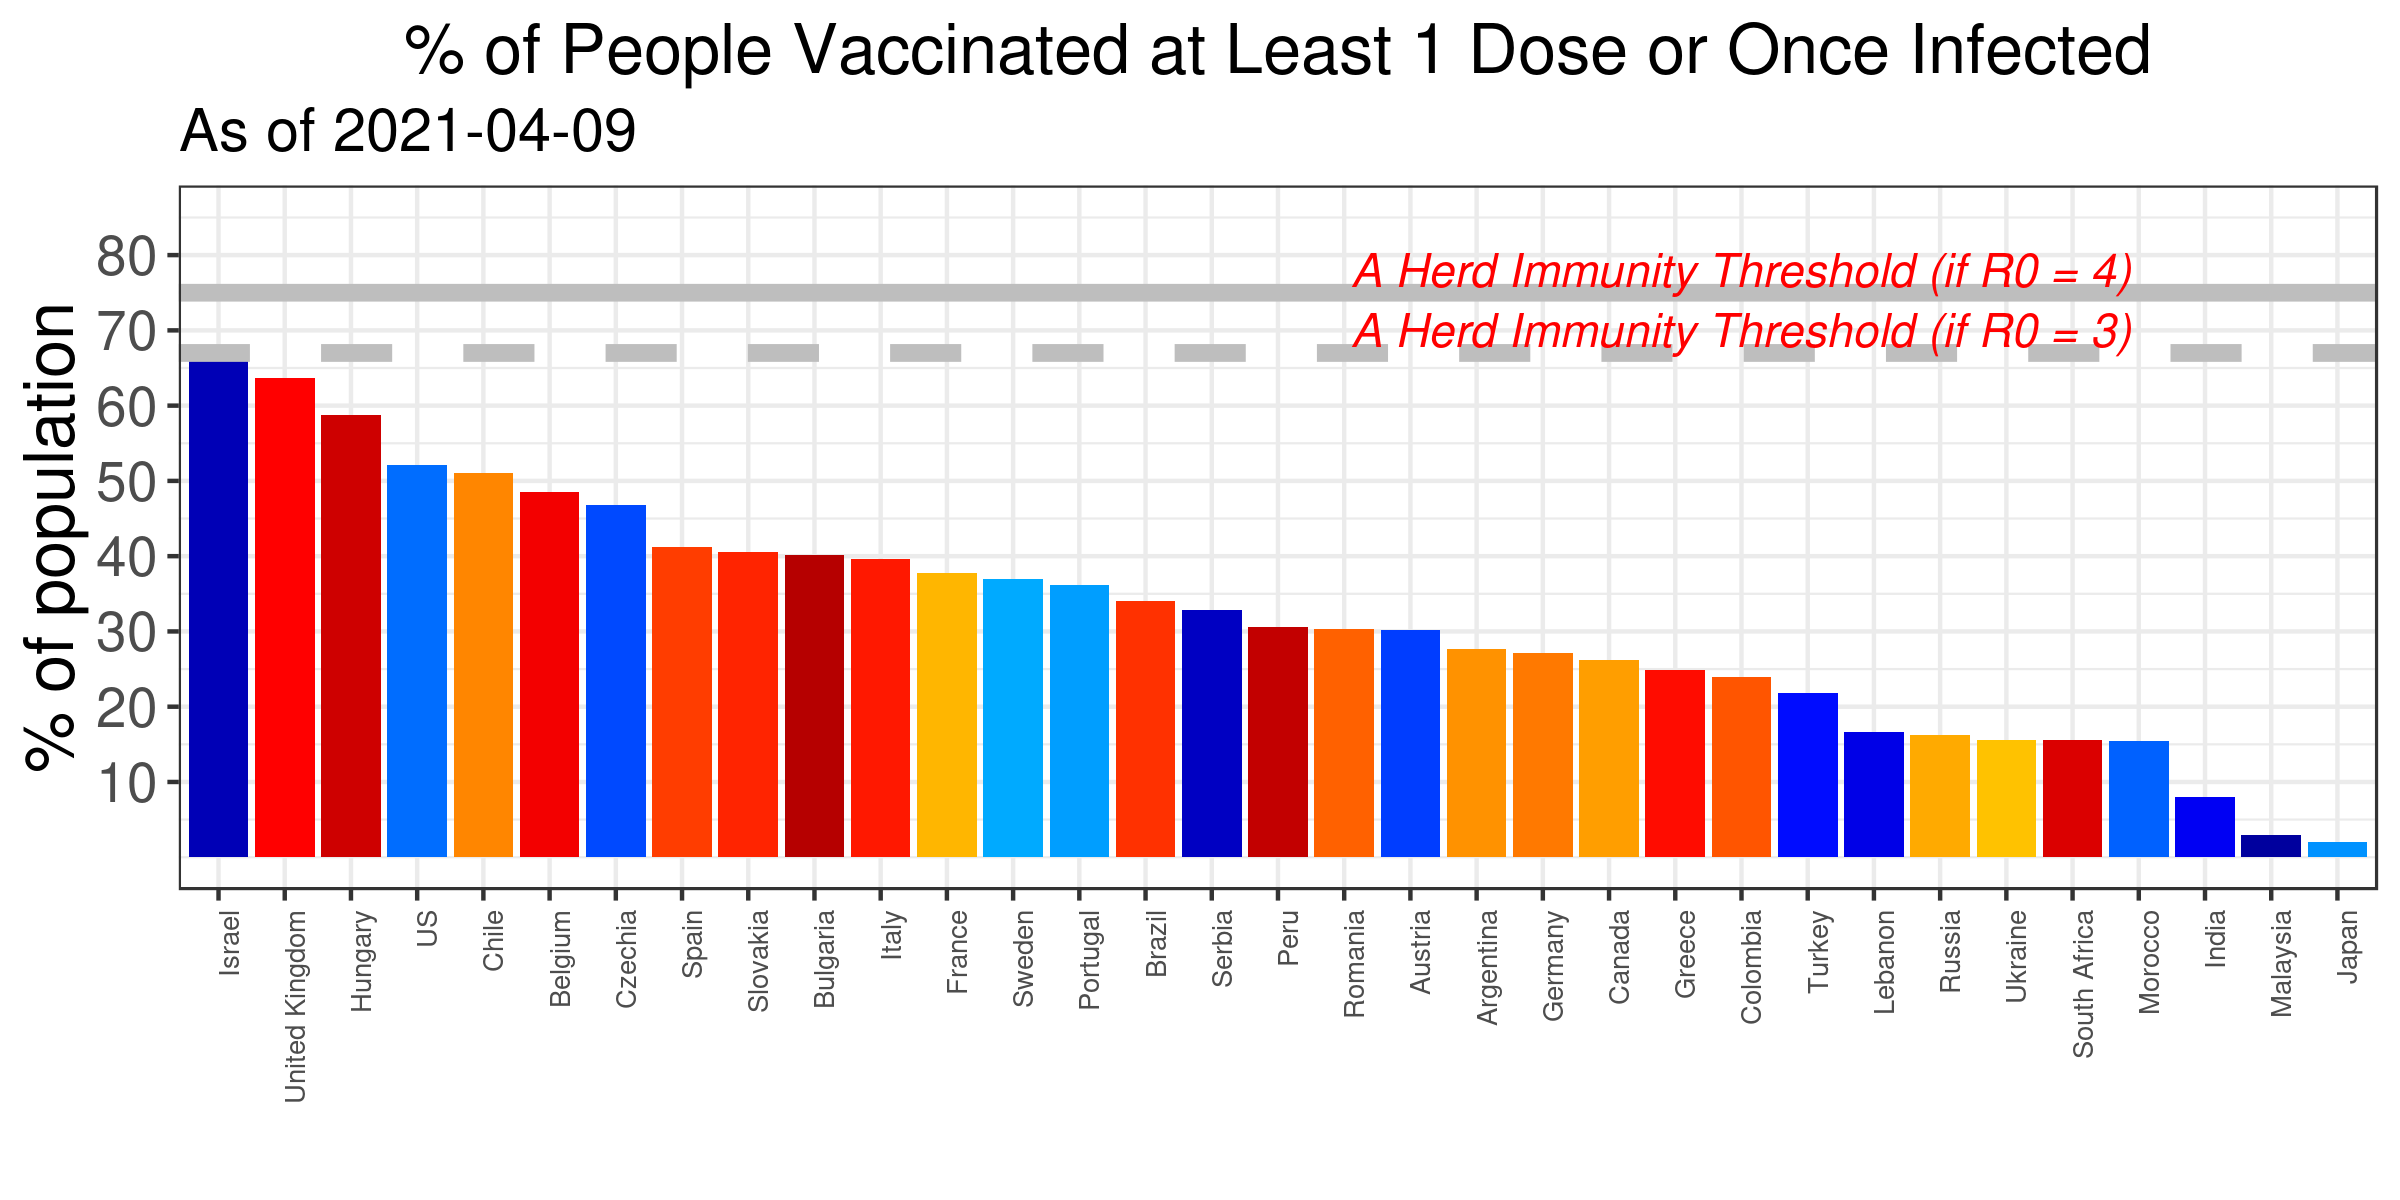 % of People Vaccinated at Least 1 Dose or Once Infected
As of 2021-04-09
% of population
80
70
60
50
40
30
20
10
A Herd Immunity Threshold (if R0 = 4)
A Herd Immunity Threshold (if R0 = 3)
Israel
United Kingdom
Hungary
US
Chile
Belgium
Czechia
Spain
Slovakia
Bulgaria
Italy
France
Sweden
Portugal
Brazil
Serbia
Peru
Romania
Austria
Argentina
Germany
Canada
Greece
Colombia
Turkey
Lebanon
Russia
Ukraine
South Africa
Morocco
India
Malaysia
Japan